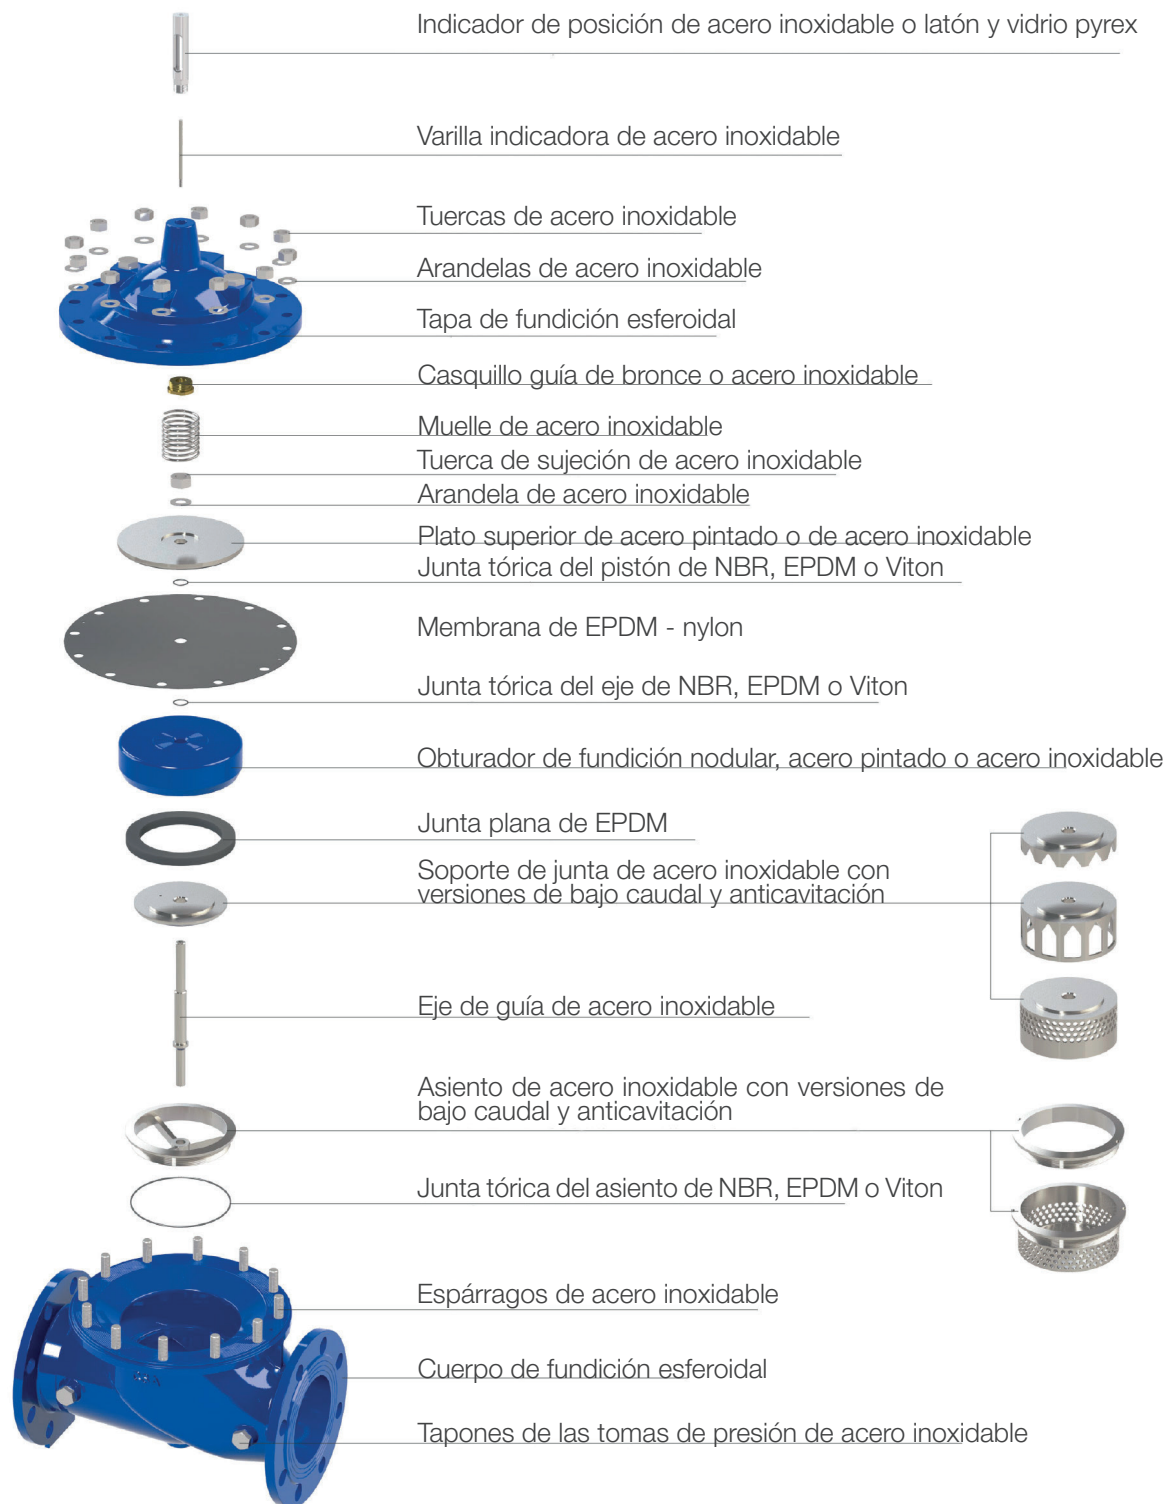 Indicador de posición de acero inoxidable o latón y vidrio pyrex
Varilla indicadora de acero inoxidable
Tuercas de acero inoxidable
Arandelas de acero inoxidable
Tapa de fundición esferoidal
Casquillo guía de bronce o acero inoxidable
Muelle de acero inoxidable
Tuerca de sujeción de acero inoxidable
Arandela de acero inoxidable
Plato superior de acero pintado o de acero inoxidable
Junta tórica del pistón de NBR, EPDM o Viton
Membrana de EPDM - nylon
Junta tórica del eje de NBR, EPDM o Viton
Obturador de fundición nodular, acero pintado o acero inoxidable
Junta plana de EPDM
Soporte de junta de acero inoxidable con
versiones de bajo caudal y anticavitación
Eje de guía de acero inoxidable
Asiento de acero inoxidable con versiones de
bajo caudal y anticavitación
Junta tórica del asiento de NBR, EPDM o Viton
Espárragos de acero inoxidable
Cuerpo de fundición esferoidal
Tapones de las tomas de presión de acero inoxidable